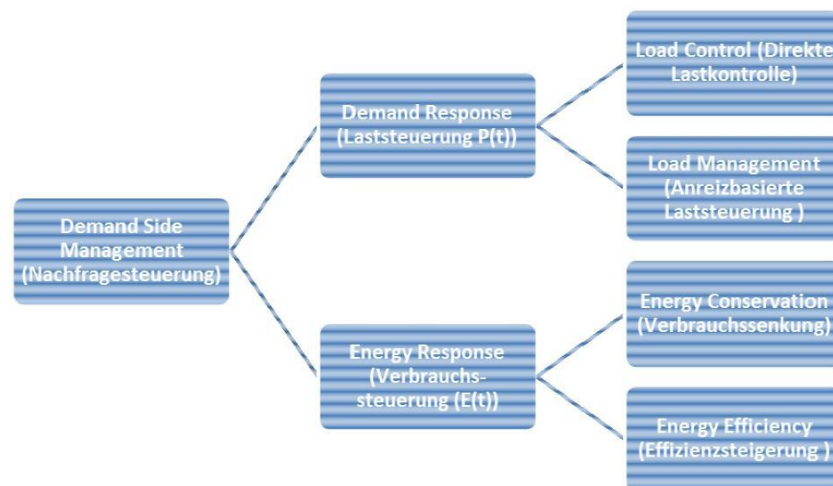 Demand Side
Management
(Nachfragesteuerung)
Demand Response
(Laststeuerung P(t))
Energy Response
(Verbrauchs-
steuerung (E(t))
Load Control (Direkte
Lastkontrolle)
Load Management
(Anreizbasierte
Laststeuerung )
Energy Conservation
(Verbrauchssenkung)
Energy Efficiency
(Effizienzsteigerung )